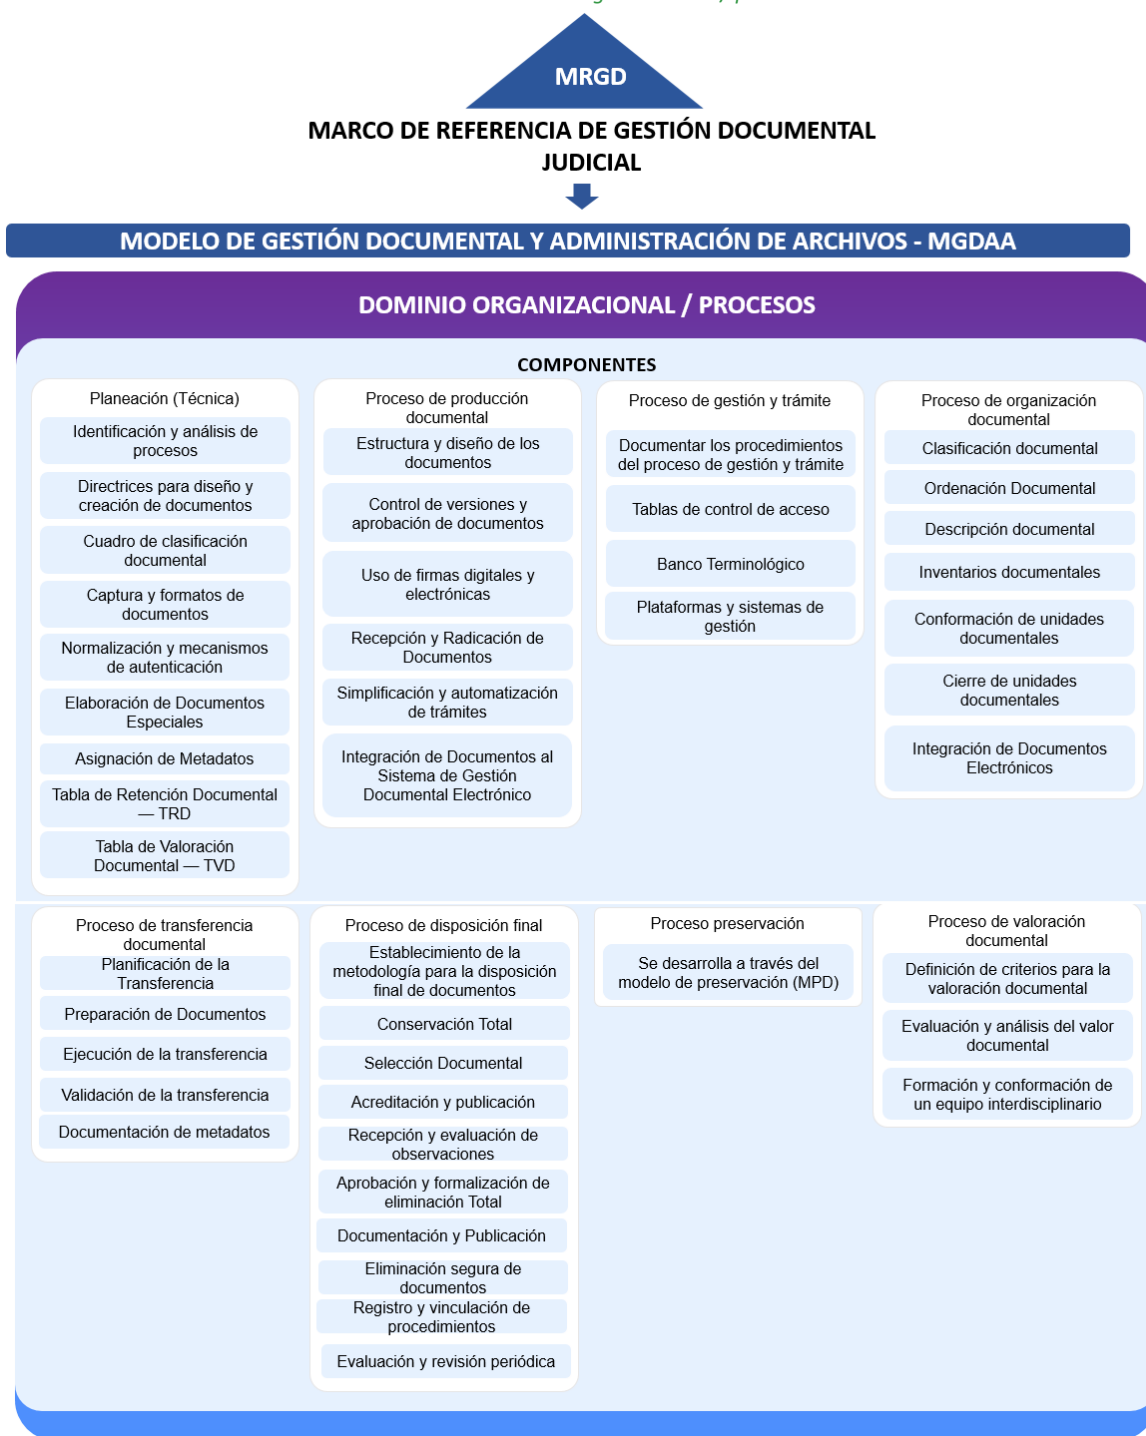 MRGD
MARCO DE REFERENCIA DE GESTIÓN DOCUMENTAL
JUDICIAL
MODELO DE GESTIÓN DOCUMENTAL Y ADMINISTRACIÓN DE ARCHIVOS - MGDAA
DOMINIO ORGANIZACIONAL / PROCESOS
COMPONENTES
Planeación (Técnica)
Identificación y análisis de
procesos
Directrices para diseño y
creación de documentos
Cuadro de clasificación
documental
Captura y formatos de
documentos
Normalización y mecanismos
de autenticación
Elaboración de Documentos
Especiales
Asignación de Metadatos
Tabla de Retención Documental
— TRD
Tabla de Valoración
Documental — TVD
Proceso de producción
documental
Estructura y diseño de los
documentos
Control de versiones y
aprobación de documentos
Uso de firmas digitales y
electrónicas
Recepción y Radicación de
Documentos
Simplificación y automatización
de trámites
Integración de Documentos al
Sistema de Gestión
Documental Electrónico
Proceso de gestión y trámite
Documentar los procedimientos
del proceso de gestión y trámite
Tablas de control de acceso
Banco Terminológico
Plataformas y sistemas de
gestión
Proceso de organización
documental
Clasificación documental
Ordenación Documental
Descripción documental
Inventarios documentales
Conformación de unidades
documentales
Cierre de unidades
documentales
Integración de Documentos
Electrónicos
Proceso de transferencia
documental
Planificación de la
Transferencia
Preparación de Documentos
Ejecución de la transferencia
Validación de la transferencia
Documentación de metadatos
Proceso de disposición final
Establecimiento de la
metodología para la disposición
final de documentos
Conservación Total
Selección Documental
Acreditación y publicación
Recepción y evaluación de
observaciones
Aprobación y formalización de
eliminación Total
Documentación y Publicación
Eliminación segura de
documentos
Registro y vinculación de
procedimientos
Evaluación y revisión periódica
Proceso preservación
Se desarrolla a través del
modelo de preservación (MPD)
Proceso de valoración
documental
Definición de criterios para la
valoración documental
Evaluación y análisis del valor
documental
Formación y conformación de
un equipo interdisciplinario